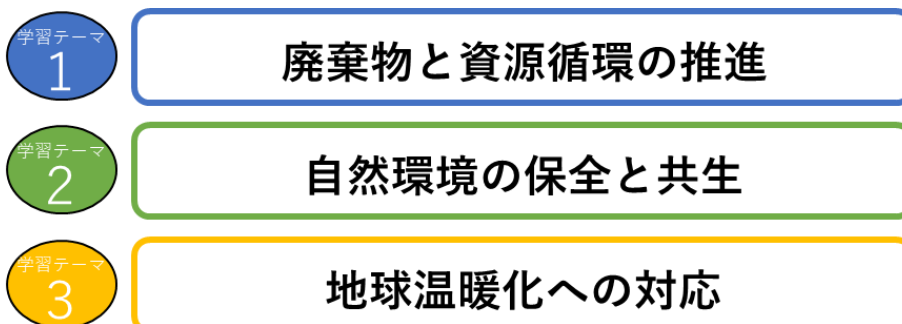 学習テーマ
1
廃棄物と資源循環の推進
学習テーマ
2
自然環境の保全と共生
学習テーマ
3
地球温暖化への対応